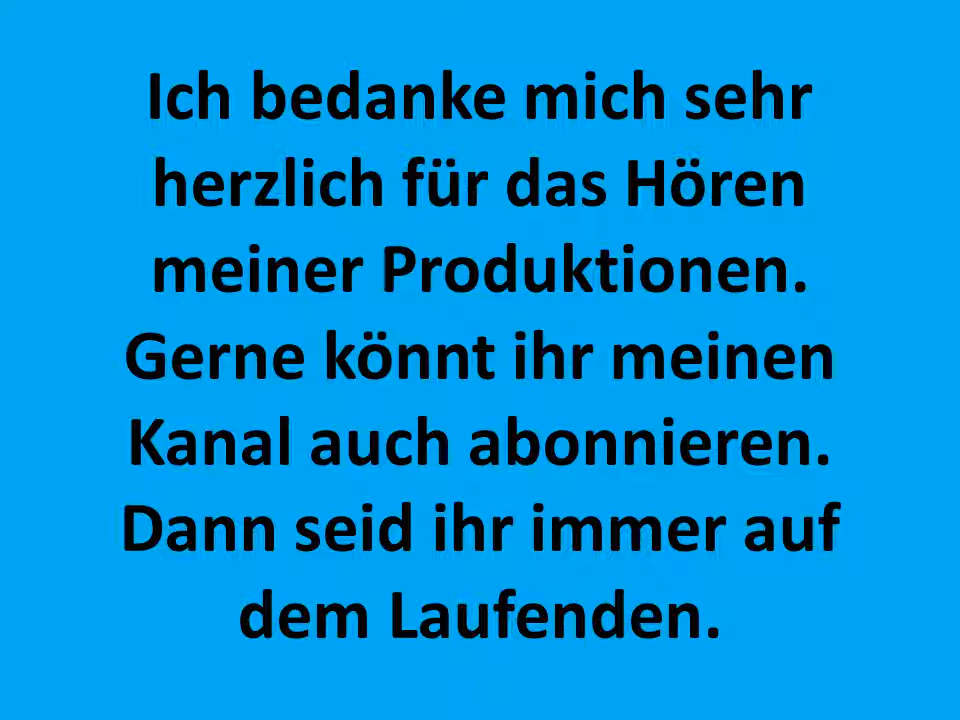 Ich bedanke mich sehr
herzlich für das Hören
meiner Produktionen.
Gerne könnt ihr meinen
Kanal auch abonnieren.
Dann seid ihr immer auf
dem Laufenden.